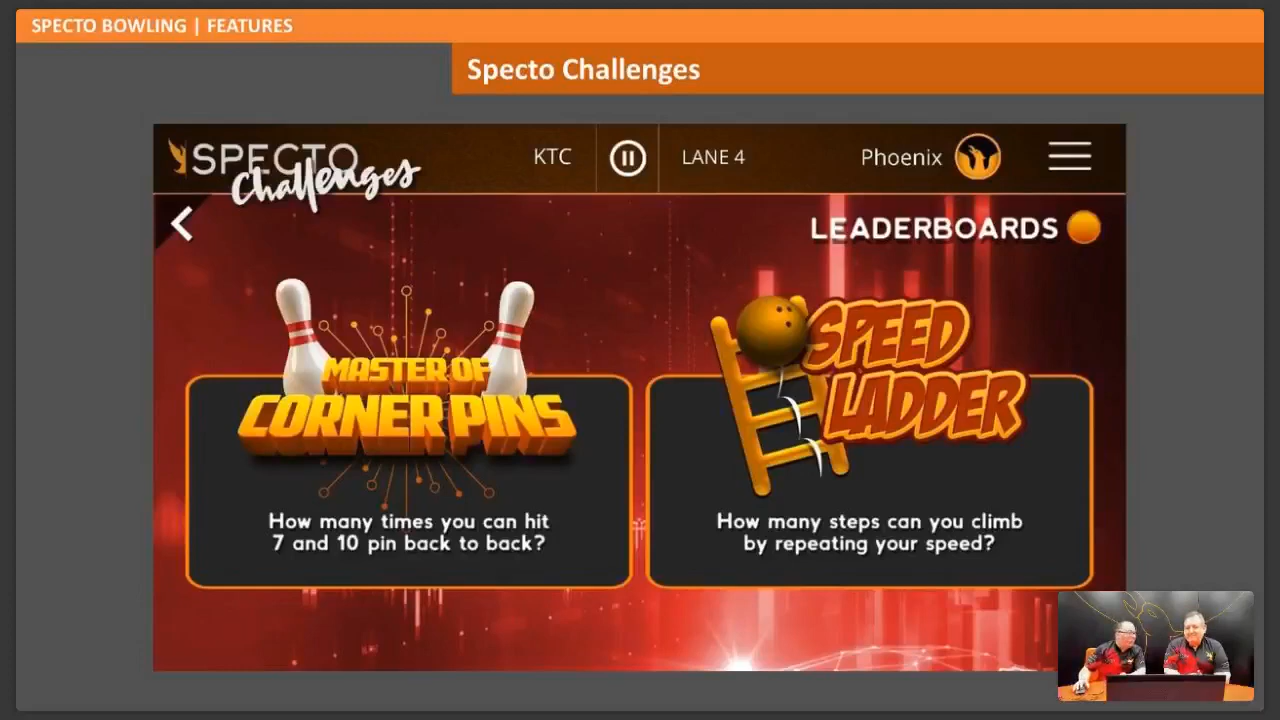 SPECTO BOWLING | FEATURES
Specto Challenges
SPECTO
Challenges
KTC
LANE 4
Phoenix
LEADERBOARDS
MASTER OF
CORNER PINS
How many times you can hit
7 and 10 pin back to back?
SPEED
LADDER
How many steps can you climb
by repeating your speed?